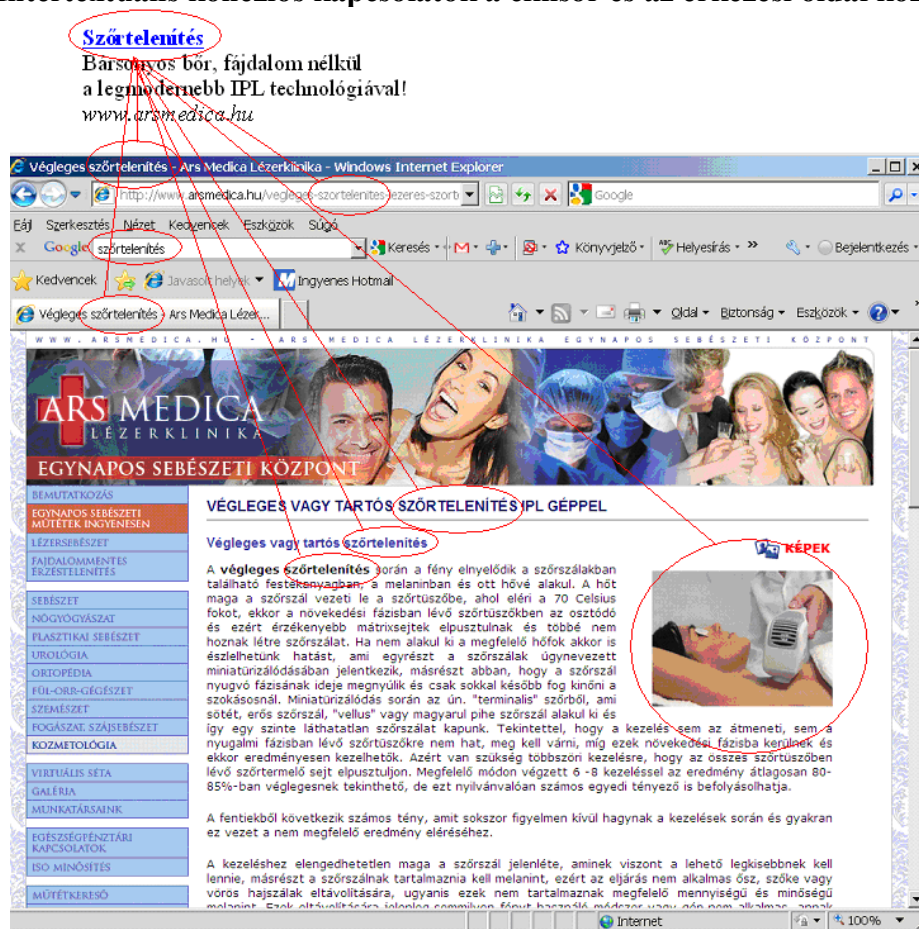 Szőrtelenítés
Bársonyos bőr, fájdalom nélkül
a legmodernebb IPL technológiával!
www.arsmedica.hu
Végleges szőrtelenítés - Ars Medica Lézerklinika - Windows Internet Explorer
http://www.arsmedica.hu/vegleges-szortelenites-lezeres-szort
Google
Fájl Szerkesztés Nézet Kedvencek Eszközök Súgó
x Google szőrtelenítés Keresés Könyvjelző Helyesírás » Bejelentkezés
Kedvencek Javasolt helyek Ingyenes Hotmail
Végleges szőrtelenítés - Ars Medica Lézer... Oldal Biztonság Eszközök »
WWW.ARSMEDICA.HU - ARS MEDICA LÉZERKLINIKA EGYNAPOS SEBÉSZETI KÖZPONT
ARS MEDICA
LÉZERKLINIKA
EGYNAPOS SEBÉSZETI KÖZPONT
BEMUTATKOZÁS
EGYNAPOS SEBÉSZETI
MŰTÉTEK INGYENESEN
LÉZERSEBÉSZET
FÁJDALOMMENTES
ÉRZÉSTELENÍTÉS
SEBÉSZET
NŐGYÓGYÁSZAT
PLASZTIKAI SEBÉSZET
UROLÓGIA
ORTOPÉDIA
FÜL-ORR-GÉGÉSZET
SZEMÉSZET
FOGÁSZAT, SZÁJSEBÉSZET
KOZMETOLÓGIA
VIRTUÁLIS SÉTA
GALÉRIA
MUNKATÁRSAINK
EGÉSZSÉGPÉNZTÁRI
KAPCSOLATOK
ISO MINŐSÍTÉS
MŰTÉTKERESŐ
VÉGLEGES VAGY TARTÓS SZŐRTELENÍTÉS IPL GÉPPEL
Végleges vagy tartós szőrtelenítés
KÉPEK
A végleges szőrtelenítés során a fény elnyelődik a szőrszálakban
található festékanyagban, a melaninban és ott hővé alakul. A hőt
maga a szőrszál vezeti le a szőrtüszőbe, ahol eléri a 70 Celsius
fokot, ekkor a növekedési fázisban lévő szőrtüszőkben az osztódó
és ezért érzékenyebb mátrixsejtek elpusztulnak és többé nem
hoznak létre szőrszálat. Ha nem alakul ki a megfelelő hőfok akkor is
észlelhetünk hatást, ami egyrészt a szőrszálak úgynevezett
miniatürizálódásában jelentkezik, másrészt abban, hogy a szőrszál
nyugvó fázisának ideje megnyúlik és csak sokkal később fog kinőni a
szokásosnál. Miniatürizálódás során az ún. "terminalis" szőrből, ami
sötét, erős szőrszál, "vellus" vagy magyarul pihe szőrszál alakul ki és
így egy szinte láthatatlan szőrszálat kapunk. Tekintettel, hogy a kezelés sem az átmeneti, sem a
nyugalmi fázisban lévő szőrtüszőkre nem hat, meg kell várni, míg ezek növekedési fázisba kerülnek és
ekkor eredményesen kezelhetők. Azért van szükség többszöri kezelésre, hogy az összes szőrtüszőben
lévő szőrtermelő sejt elpusztuljon. Megfelelő módon végzett 6 -8 kezeléssel az eredmény átlagosan 80-
85%-ban véglegesnek tekinthető, de ezt nyilvánvalóan számos egyedi tényező is befolyásolhatja.
A fentiekből következik számos tény, amit sokszor figyelmen kívül hagynak a kezelések során és gyakran
ez vezet a nem megfelelő eredmény eléréséhez.
A kezeléshez elengedhetetlen maga a szőrszál jelenléte, aminek viszont a lehető legkisebbnek kell
lennie, másrészt a szőrszálnak tartalmaznia kell melanint, ezért az eljárás nem alkalmas ősz, szőke vagy
vörös hajszálak eltávolítására, ugyanis ezek nem tartalmaznak megfelelő mennyiségű és minőségű
melanint. Ezek eltávolítására jelenleg semmilyen fényt használó módszer vagy gép nem alkalmas, annak
Internet 100%